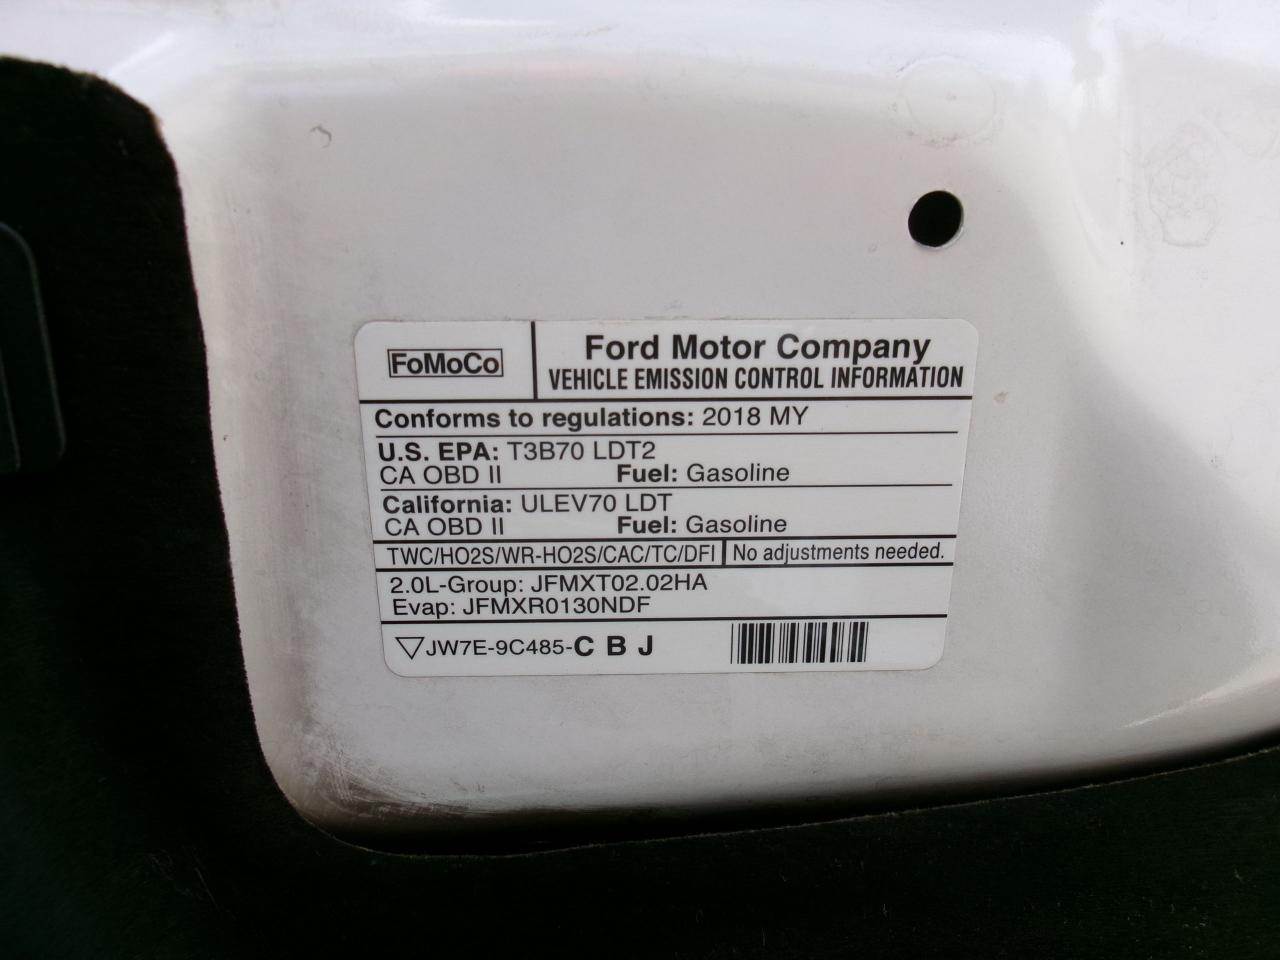 FoMoCo
Ford Motor Company
VEHICLE EMISSION CONTROL INFORMATION
Conforms to regulations: 2018 MY
U.S. EPA: T3B70 LDT2
CA OBD II Fuel: Gasoline
California: ULEV70 LDT
CA OBD II Fuel: Gasoline
TWC/HO2S/WR-HO2S/CAC/TC/DFI No adjustments needed.
2.0L-Group: JFMXT02.02HA
Evap: JFMXR0130NDF
JW7E-9C485-C B J